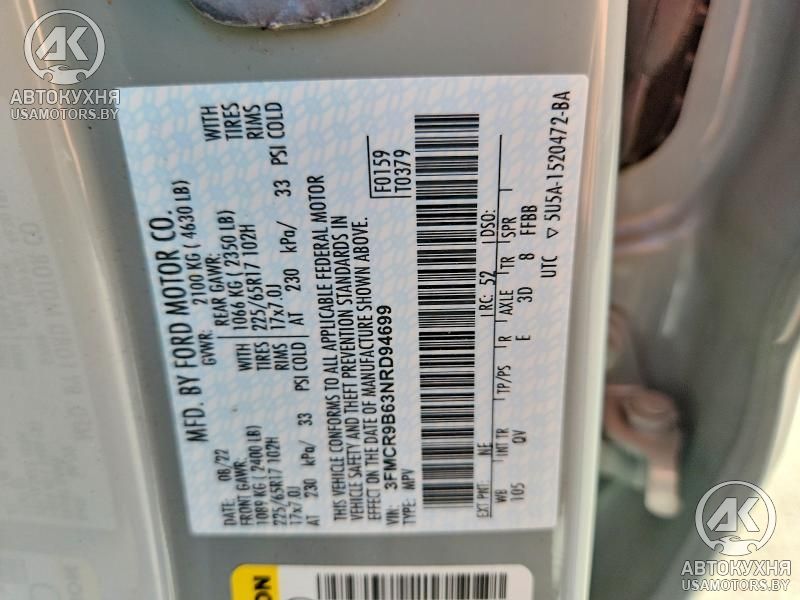 MFD. BY FORD MOTOR CO.
DATE: 08/22 GVWR: 2100 KG ( 4630 LB)
FRONT GAWR: REAR GAWR: WITH
1089 KG ( 2400 LB) 1066 KG ( 2350 LB) TIRES
225/65R17 102H TIRES 225/65R17 102H RIMS
17x7.0J RIMS 17x7.0J
AT 230 kPa/ 33 PSI COLD AT 230 kPa/ 33 PSI COLD
THIS VEHICLE CONFORMS TO ALL APPLICABLE FEDERAL MOTOR
VEHICLE SAFETY AND THEFT PREVENTION STANDARDS IN
EFFECT ON THE DATE OF MANUFACTURE SHOWN ABOVE.
VIN: 3FMCR9B63NRD94699 F0159
TYPE: MPV T0379
EXT PNT: NE RC: 52 DSO:
WB INT TR TP/PS R AXLE TR SPR
105 QV E 3D 8 FFBB
UTC ▽ 5U5A-1520472-BA
АВТОКУХНЯ
USAMOTORS.BY
АВТОКУХНЯ
USAMOTORS.BY